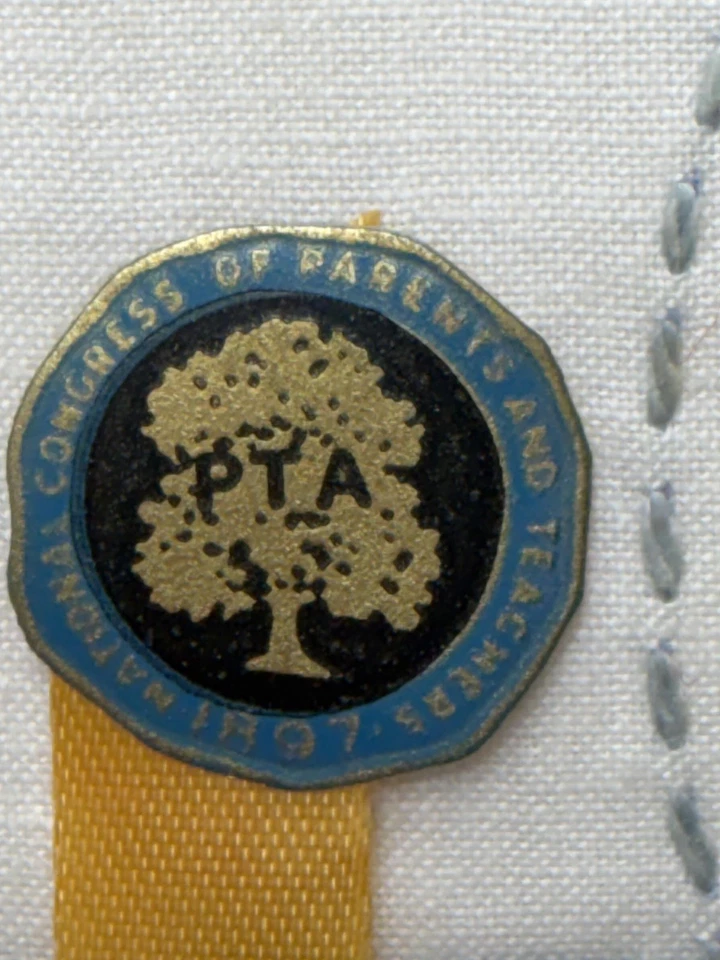 NATIONAL CONGRESS OF PARENTS AND TEACHERS
PTA
1897